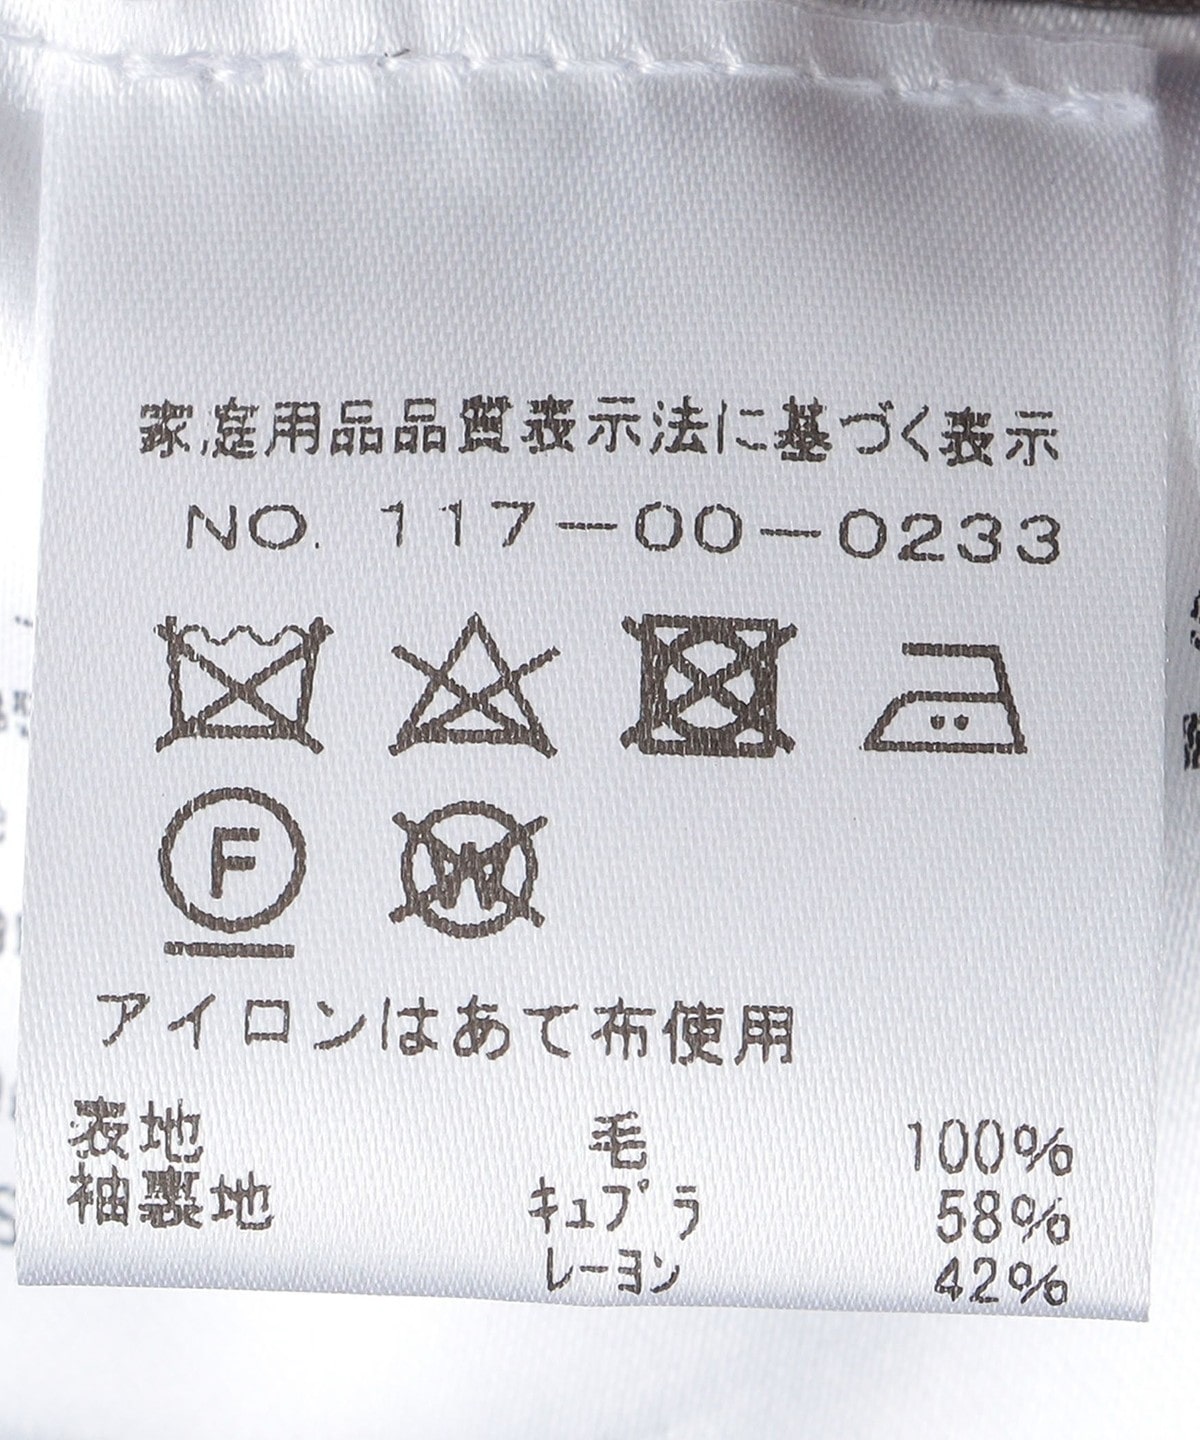 家庭用品品質表示法に基づく表示
NO. 117-00-0233
F
W
アイロンはあて布使用
表地 毛 100%
袖裏地 キュプラ 58%
レーヨン 42%